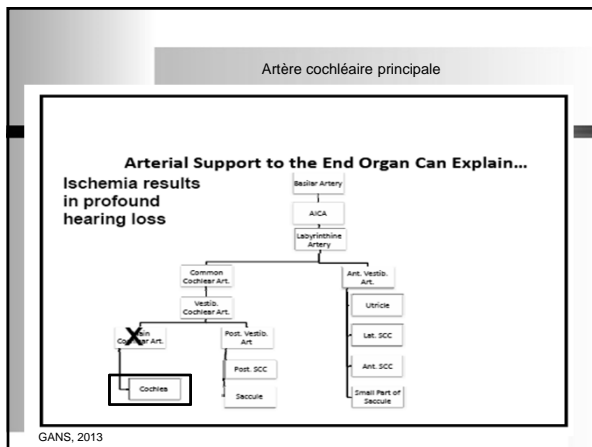 Artère cochléaire principale
Arterial Support to the End Organ Can Explain...
Ischemia results
in profound
hearing loss
Basilar Artery
AICA
Labyrinthine
Artery
Common
Cochlear Art.
Ant. Vestib.
Art.
Vestib.
Cochlear Art.
Utricle
Cochlear Art.
Post. Vestib.
Art
Lat. SCC
Post. SCC
Ant. SCC
Cochlea
Saccule
Small Part of
Saccule
GANS, 2013